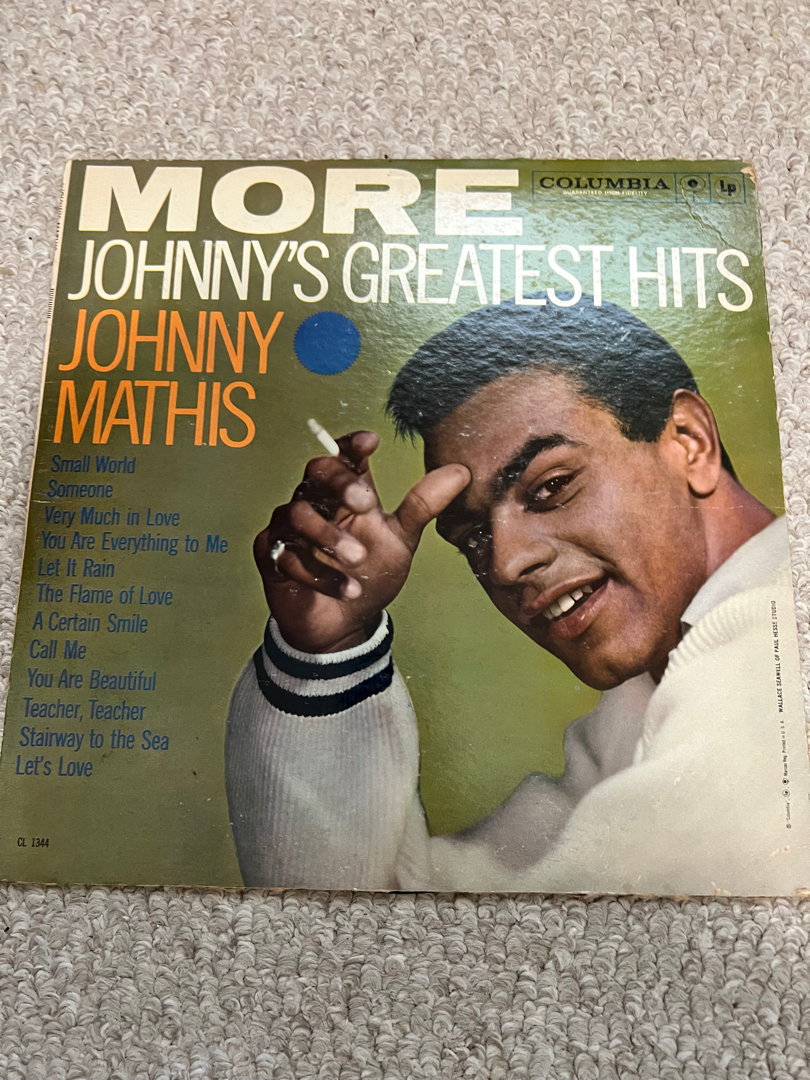 MORE
COLUMBIA
GUARANTEED HIGH-FIDELITY
Lp
JOHNNY'S GREATEST HITS
JOHNNY
MATHIS
Small World
Someone
Very Much in Love
You Are Everything to Me
Let It Rain
The Flame of Love
A Certain Smile
Call Me
You Are Beautiful
Teacher, Teacher
Stairway to the Sea
Let's Love
CL 1344
WALLACE SEAWELL OF PAUL HESSE STUDIO